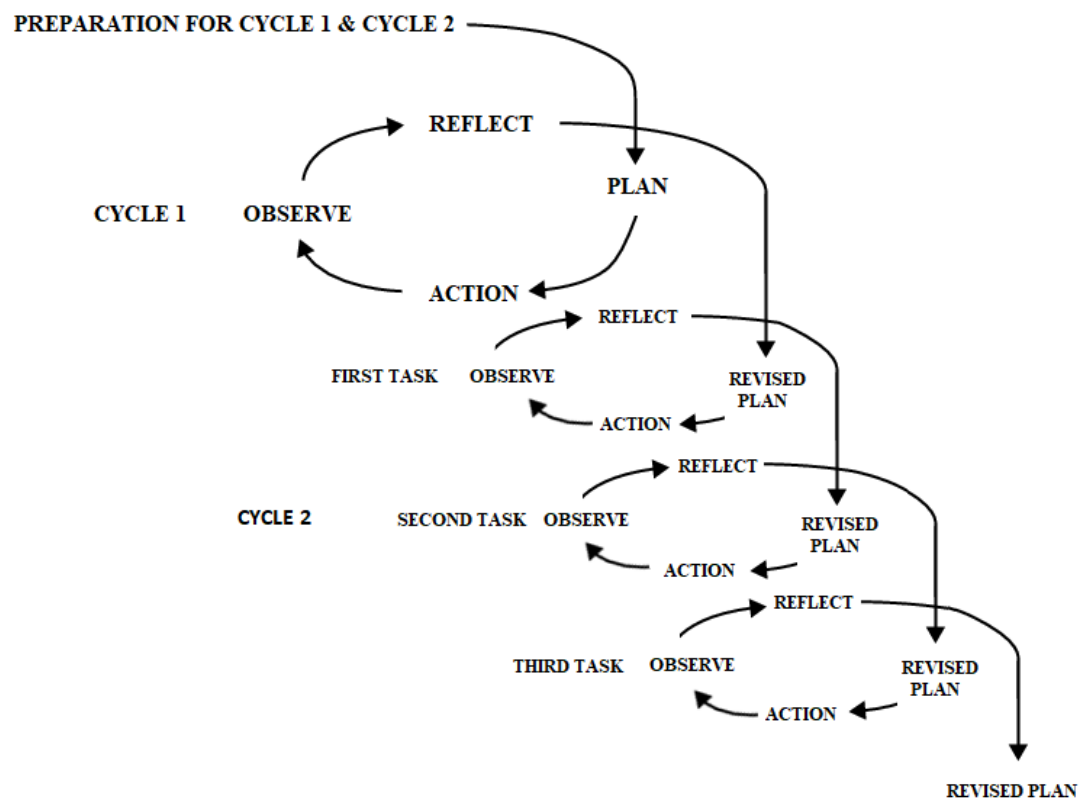 PREPARATION FOR CYCLE 1 & CYCLE 2
REFLECT
PLAN
CYCLE 1
OBSERVE
ACTION
REFLECT
FIRST TASK
OBSERVE
REVISED
PLAN
ACTION
REFLECT
CYCLE 2
SECOND TASK
OBSERVE
REVISED
PLAN
ACTION
REFLECT
THIRD TASK
OBSERVE
REVISED
PLAN
ACTION
REVISED PLAN